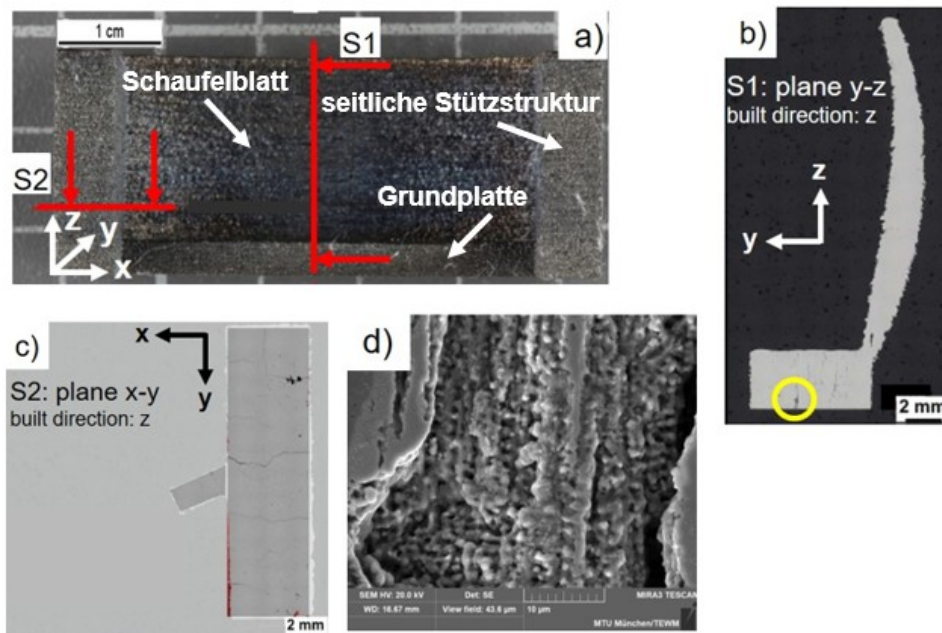 1 cm
S1
a)
Schaufelblatt
seitliche Stützstruktur
S2
Grundplatte
z
y
x
b)
S1: plane y-z
built direction: z
z
y
2 mm
c)
x
y
S2: plane x-y
built direction: z
2 mm
d)
SEM HV: 20.0 kV
Det: SE
MIRA3 TESCAN
WD: 16.67 mm
View field: 43.6 µm
10 µm
MTU München/TEWM